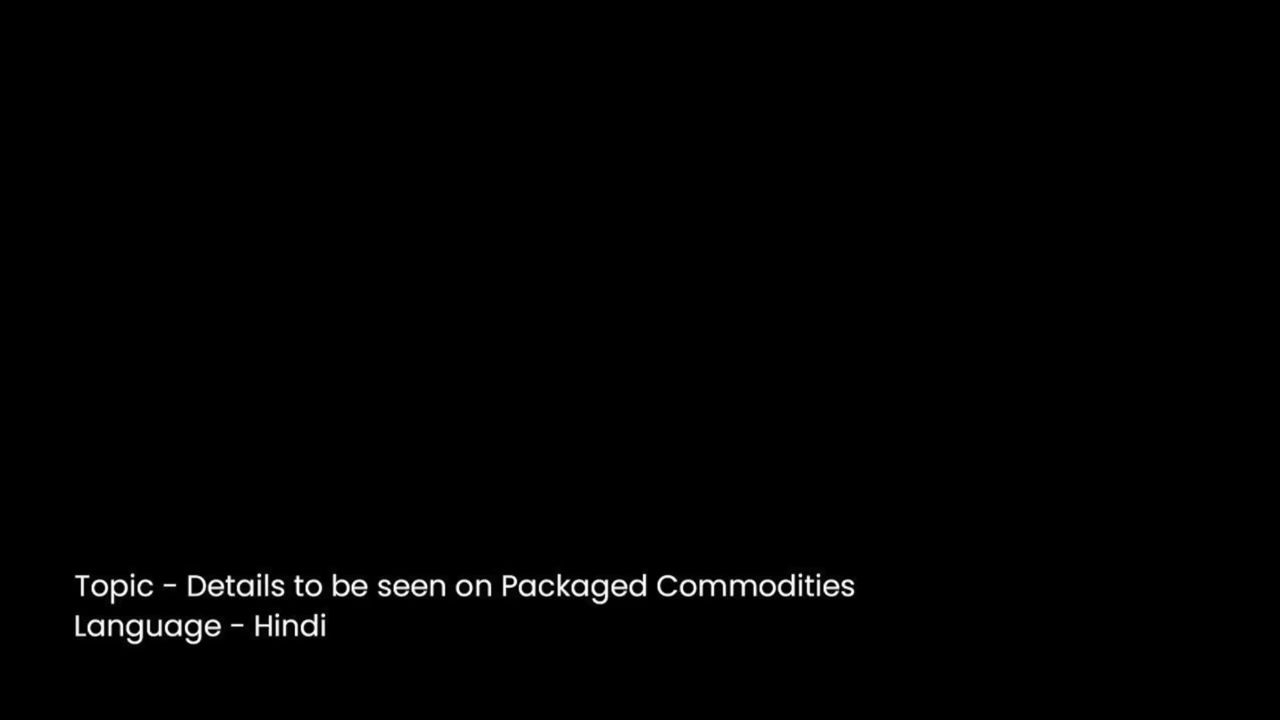 Topic - Details to be seen on Packaged Commodities
Language - Hindi